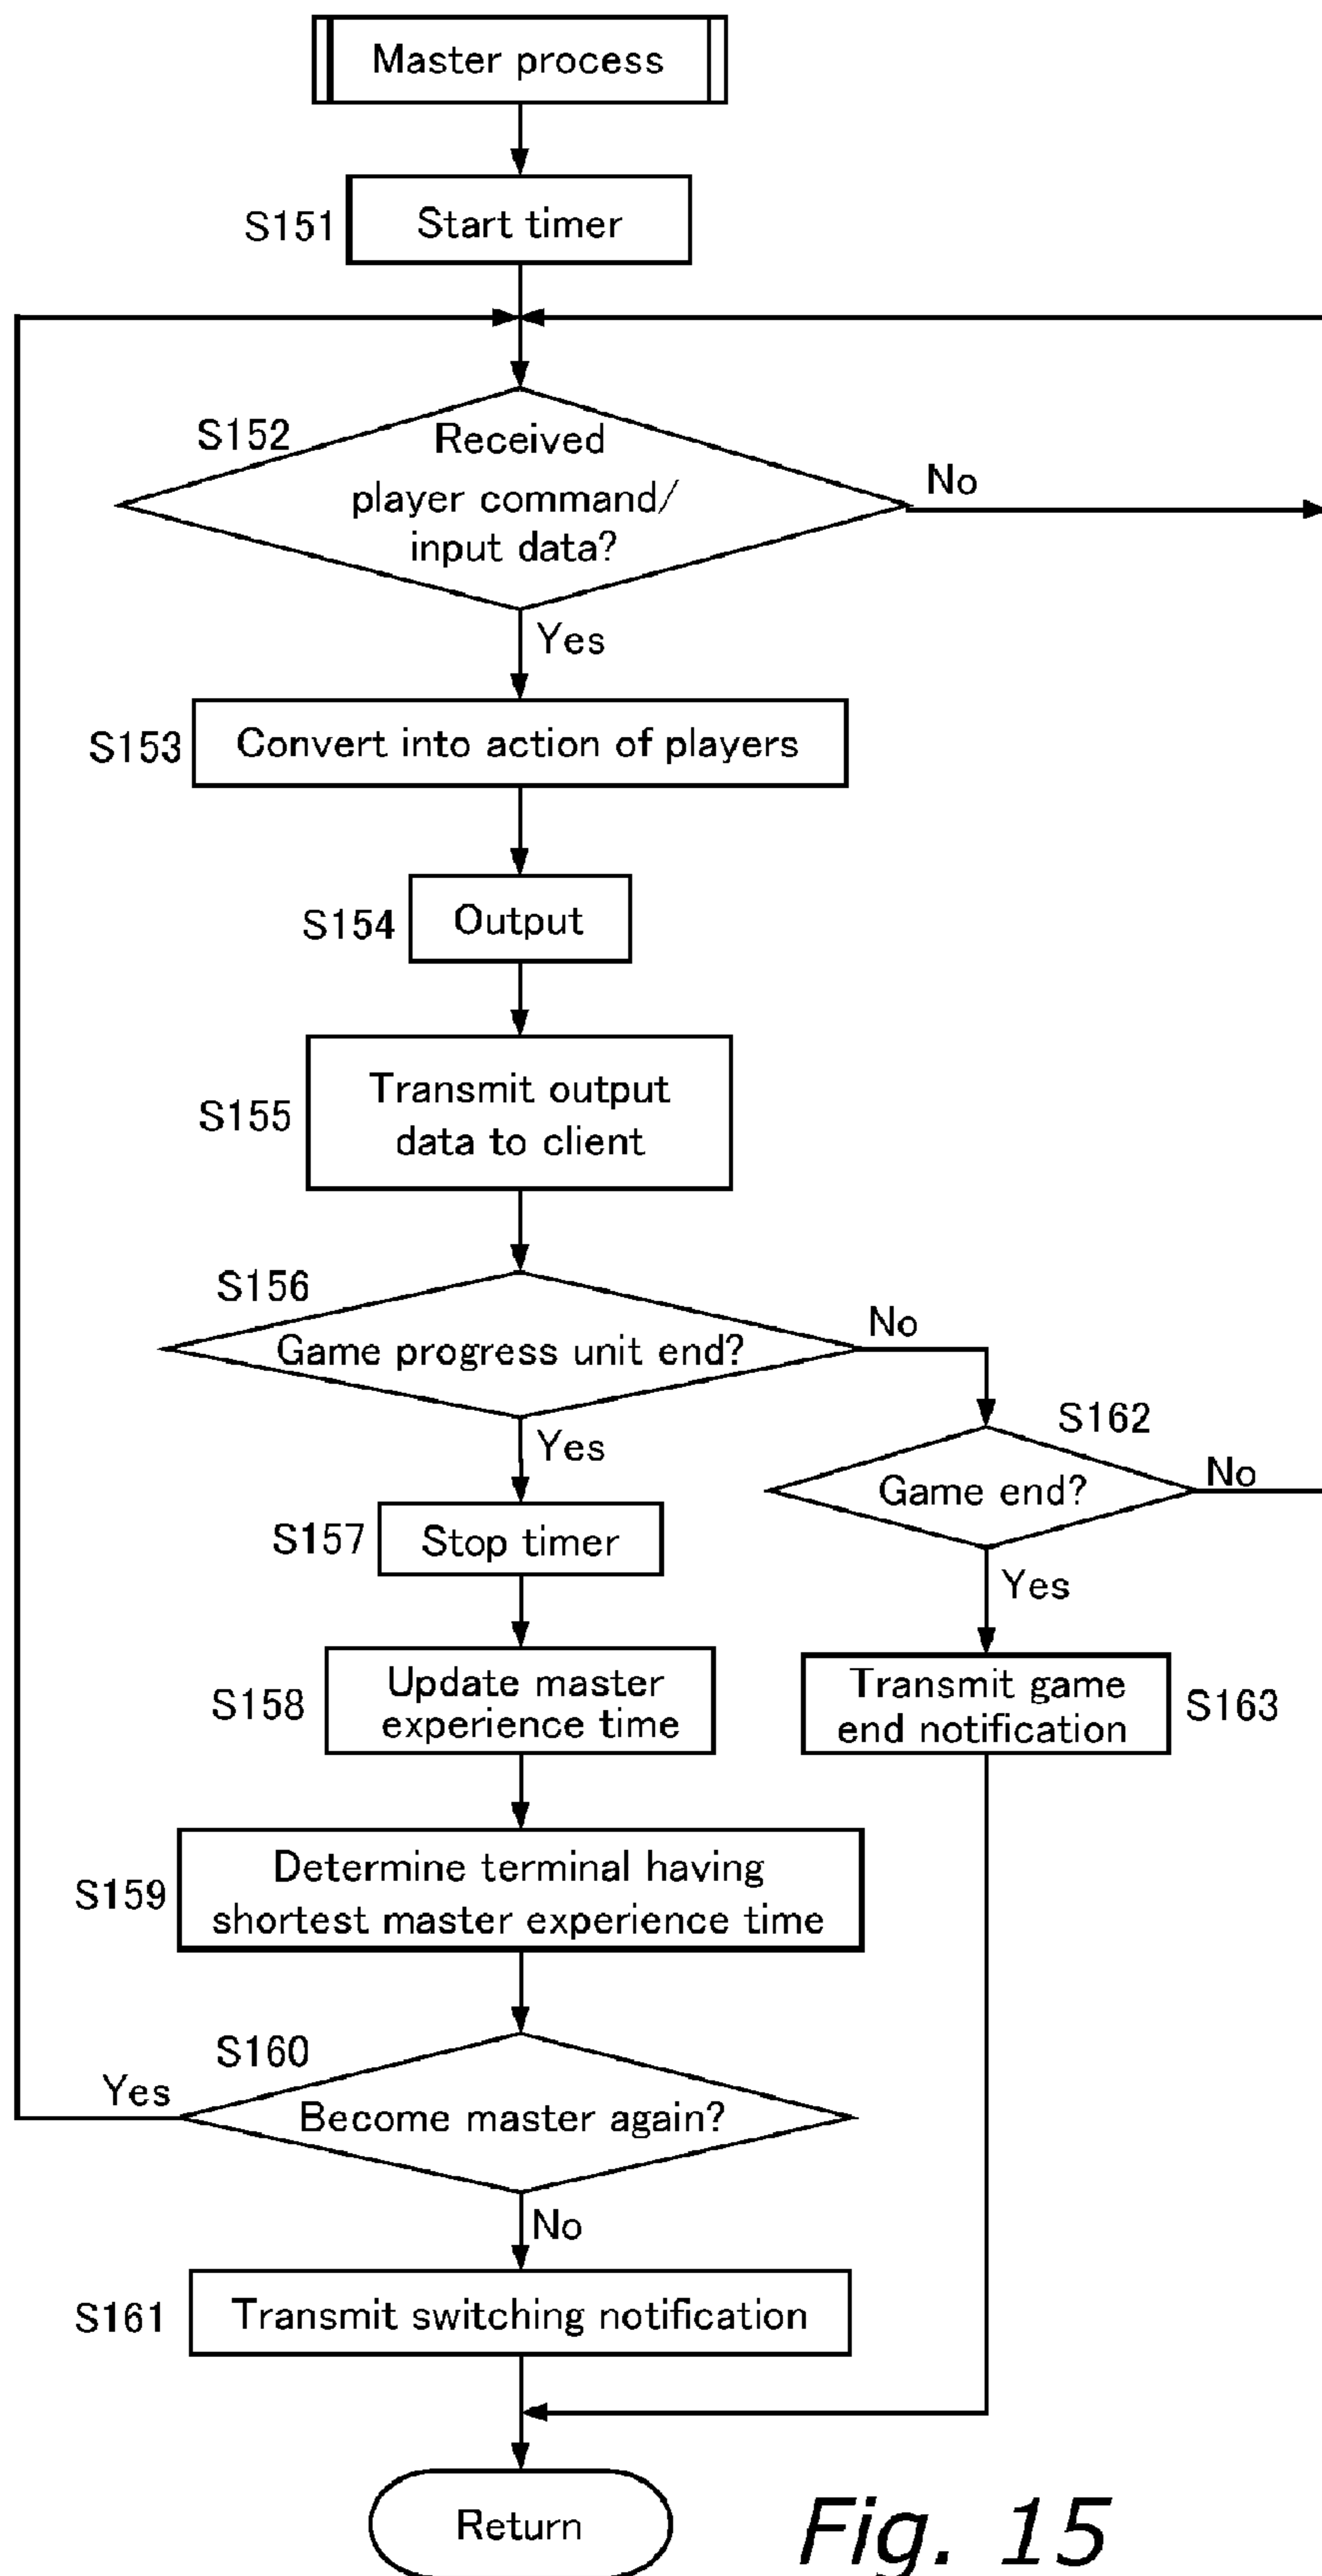 Master process
S151
Start timer
S152
Received
player command/
input data?
No
Yes
S153
Convert into action of players
S154
Output
S155
Transmit output
data to client
S156
Game progress unit end?
No
Yes
S162
Game end?
No
Yes
S157
Stop timer
S158
Update master
experience time
Transmit game
end notification
S163
S159
Determine terminal having
shortest master experience time
S160
Yes
Become master again?
No
S161
Transmit switching notification
Return
Fig. 15